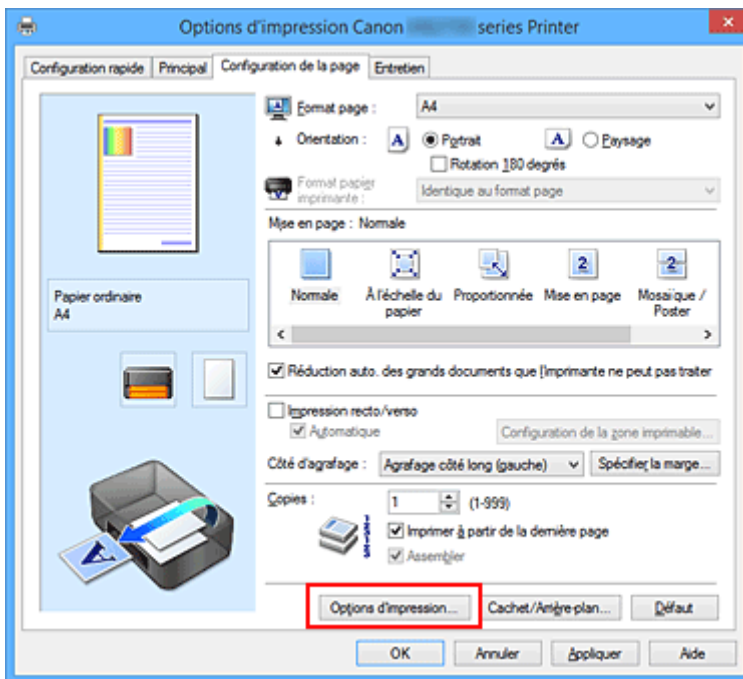 Options d'impression Canon series Printer
Configuration rapide Principal Configuration de la page Entretien
Format page : A4
Orientation : A Portrait A Paysage
Rotation 180 degrés
Format papier imprimante : Identique au format page
Mise en page : Normale
Normale À l'échelle du papier Proportionnée Mise en page Mosaïque / Poster
Papier ordinaire
A4
Réduction auto. des grands documents que l'imprimante ne peut pas traiter
Impression recto/verso
Automatique Configuration de la zone imprimable...
Côté d'agrafage : Agrafage côté long (gauche) Spécifier la marge...
Copies : 1 (1-999)
Imprimer à partir de la dernière page
Assembler
Options d'impression... Cachet/Arrière-plan... Défaut
OK Annuler Appliquer Aide